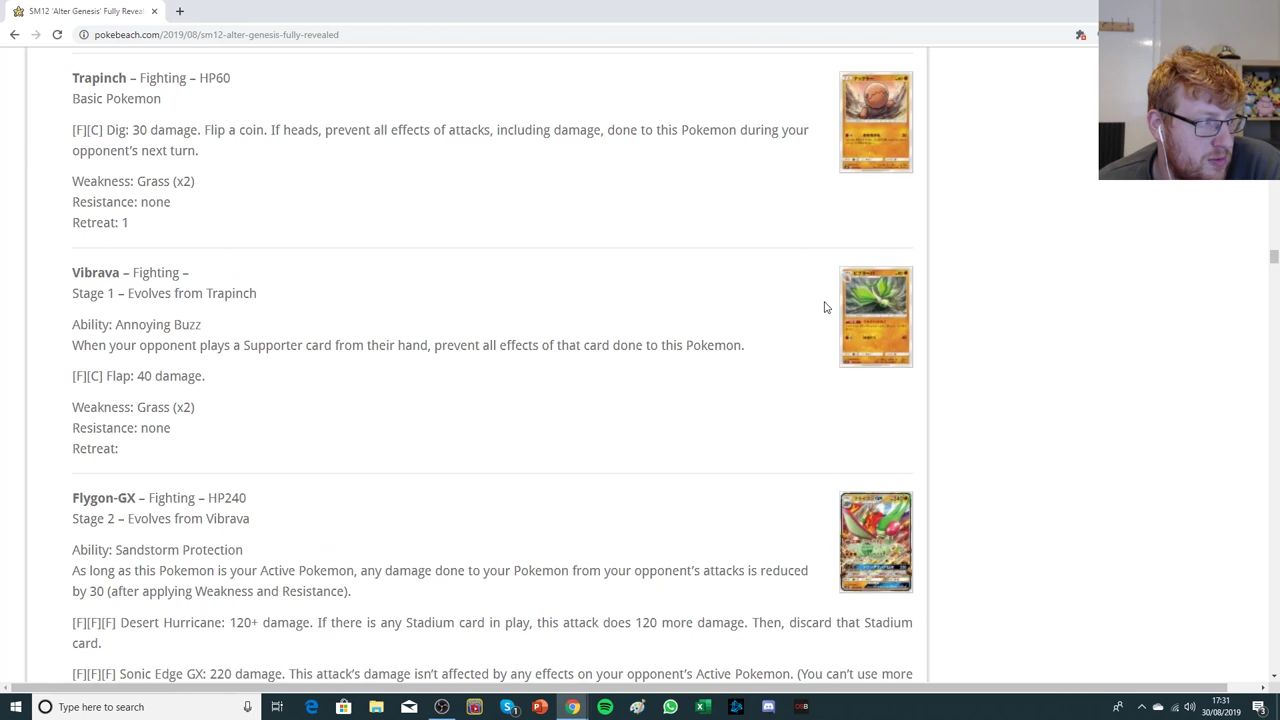 SM12 'Alter Genesis' Fully Reveal
pokebeach.com/2019/08/sm12-alter-genesis-fully-revealed
Trapinch – Fighting – HP60
Basic Pokemon
[F][C] Dig: 30 damage. Flip a coin. If heads, prevent all effects of attacks, including damage, done to this Pokemon during your
opponent's next turn.
Weakness: Grass (x2)
Resistance: none
Retreat: 1
Vibrava – Fighting –
Stage 1 – Evolves from Trapinch
Ability: Annoying Buzz
When your opponent plays a Supporter card from their hand, prevent all effects of that card done to this Pokemon.
[F][C] Flap: 40 damage.
Weakness: Grass (x2)
Resistance: none
Retreat:
Flygon-GX – Fighting – HP240
Stage 2 – Evolves from Vibrava
Ability: Sandstorm Protection
As long as this Pokemon is your Active Pokemon, any damage done to your Pokemon from your opponent's attacks is reduced
by 30 (after applying Weakness and Resistance).
[F][F][F] Desert Hurricane: 120+ damage. If there is any Stadium card in play, this attack does 120 more damage. Then, discard that Stadium
card.
[F][F][F] Sonic Edge GX: 220 damage. This attack's damage isn't affected by any effects on your opponent's Active Pokemon. (You can't use more
Type here to search
17:31
30/08/2019